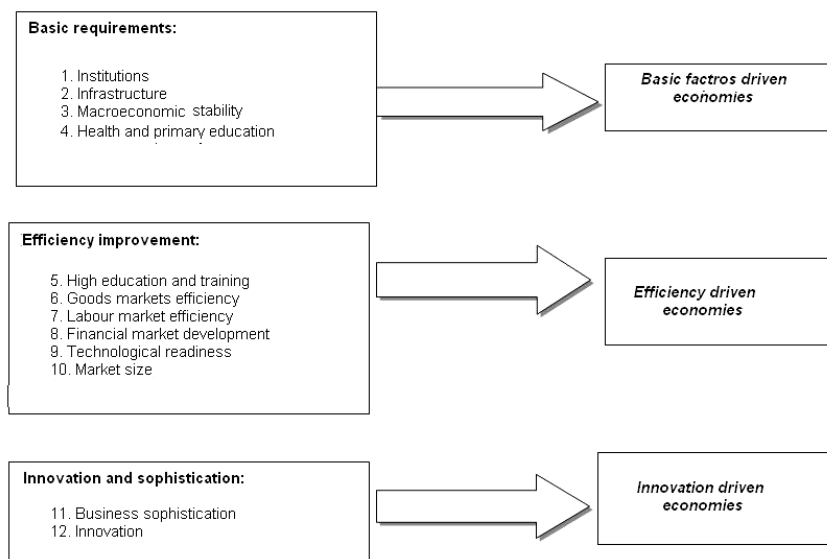 Basic requirements:
1. Institutions
2. Infrastructure
3. Macroeconomic stability
4. Health and primary education
Basic factros driven
economies
Efficiency improvement:
5. High education and training
6. Goods markets efficiency
7. Labour market efficiency
8. Financial market development
9. Technological readiness
10. Market size
Efficiency driven
economies
Innovation and sophistication:
11. Business sophistication
12. Innovation
Innovation driven
economies